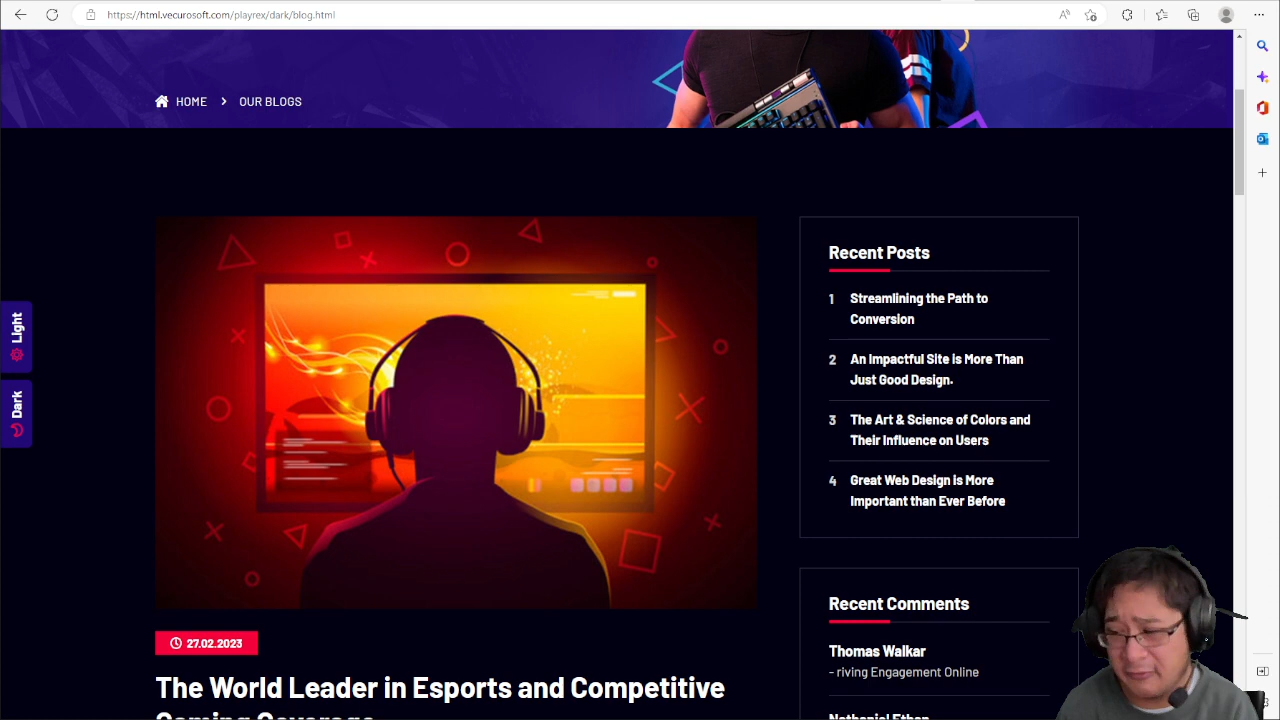 https://html.vecurosoft.com/playrex/dark/blog.html
HOME > OUR BLOGS
Light
Dark
27.02.2023
The World Leader in Esports and Competitive
Gaming Coverage
Recent Posts
1 Streamlining the Path to
Conversion
2 An Impactful Site is More Than
Just Good Design.
3 The Art & Science of Colors and
Their Influence on Users
4 Great Web Design is More
Important than Ever Before
Recent Comments
Thomas Walkar
- riving Engagement Online
Nathaniel Ethan